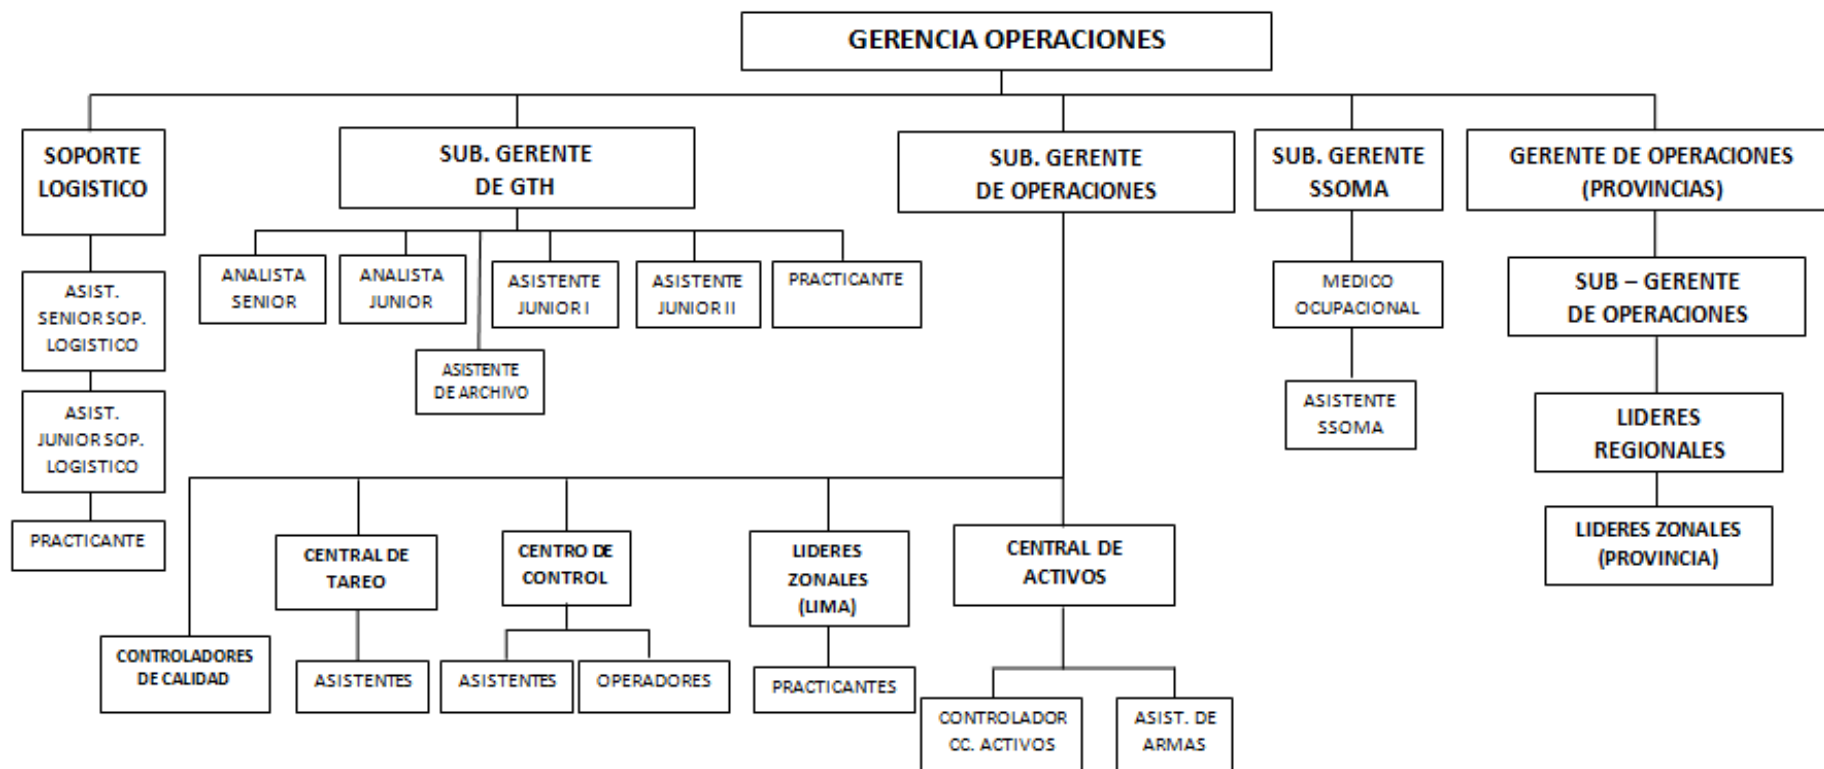 GERENCIA OPERACIONES
SOPORTE
LOGISTICO
SUB. GERENTE
DE GTH
SUB. GERENTE
DE OPERACIONES
SUB. GERENTE
SSOMA
GERENTE DE OPERACIONES
(PROVINCIAS)
ASIST.
SENIOR SOP.
LOGISTICO
ASIST.
JUNIOR SOP.
LOGISTICO
PRACTICANTE
ANALISTA
SENIOR
ANALISTA
JUNIOR
ASISTENTE
DE ARCHIVO
ASISTENTE
JUNIOR I
ASISTENTE
JUNIOR II
PRACTICANTE
MEDICO
OCUPACIONAL
ASISTENTE
SSOMA
SUB – GERENTE
DE OPERACIONES
LIDERES
REGIONALES
LIDERES ZONALES
(PROVINCIA)
CONTROLADORES
DE CALIDAD
CENTRAL DE
TAREO
ASISTENTES
CENTRO DE
CONTROL
ASISTENTES
OPERADORES
LIDERES
ZONALES
(LIMA)
PRACTICANTES
CENTRAL DE
ACTIVOS
CONTROLADOR
CC. ACTIVOS
ASIST. DE
ARMAS